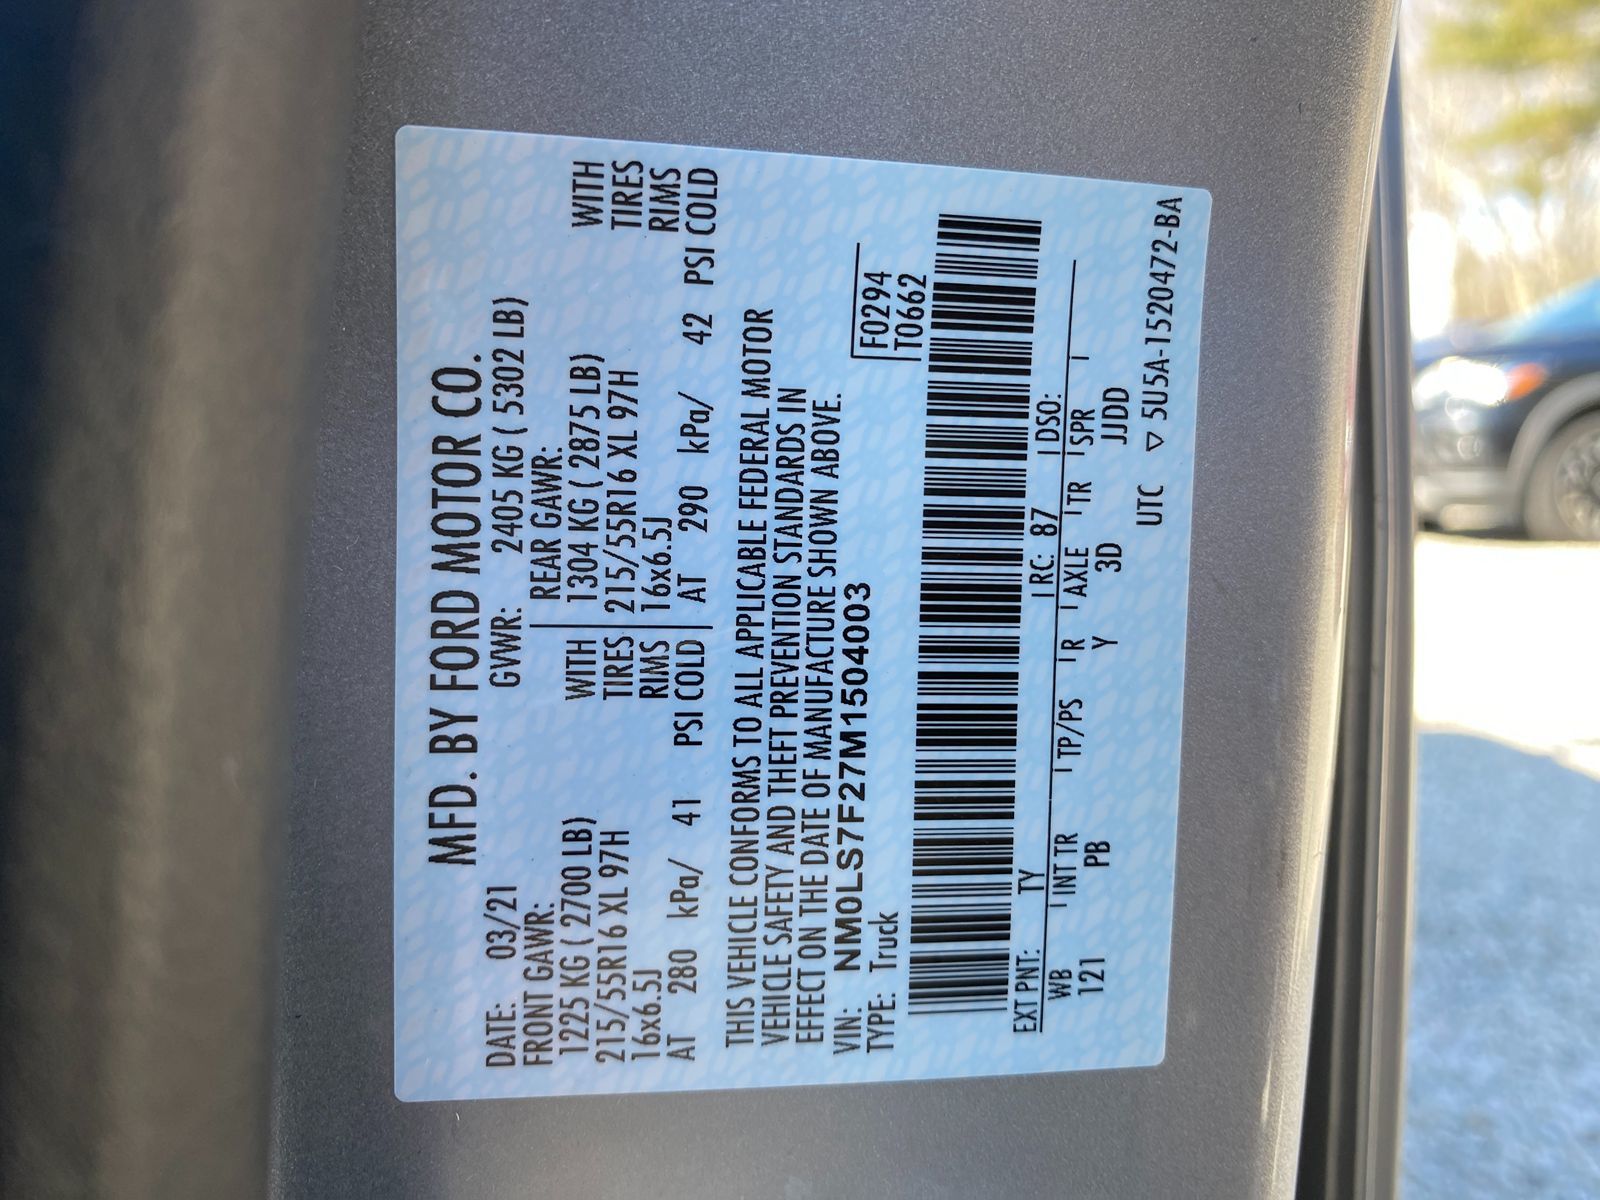 MFD. BY FORD MOTOR CO.
DATE: 03/21 GVWR: 2405 KG ( 5302 LB)
FRONT GAWR: REAR GAWR:
1225 KG ( 2700 LB) WITH 1304 KG ( 2875 LB) WITH
215/55R16 XL 97H TIRES 215/55R16 XL 97H TIRES
16x6.5J RIMS 16x6.5J RIMS
AT 280 kPa/ 41 PSI COLD AT 290 kPa/ 42 PSI COLD
THIS VEHICLE CONFORMS TO ALL APPLICABLE FEDERAL MOTOR
VEHICLE SAFETY AND THEFT PREVENTION STANDARDS IN
EFFECT ON THE DATE OF MANUFACTURE SHOWN ABOVE.
VIN: NM0LS7F27M1504003
TYPE: Truck
F0294
T0662
EXT PNT: TY RC: 87 DSO:
WB INT TR TP/PS R AXLE TR SPR
121 PB Y 3D JJDD
UTC ▽ 5U5A-1520472-BA